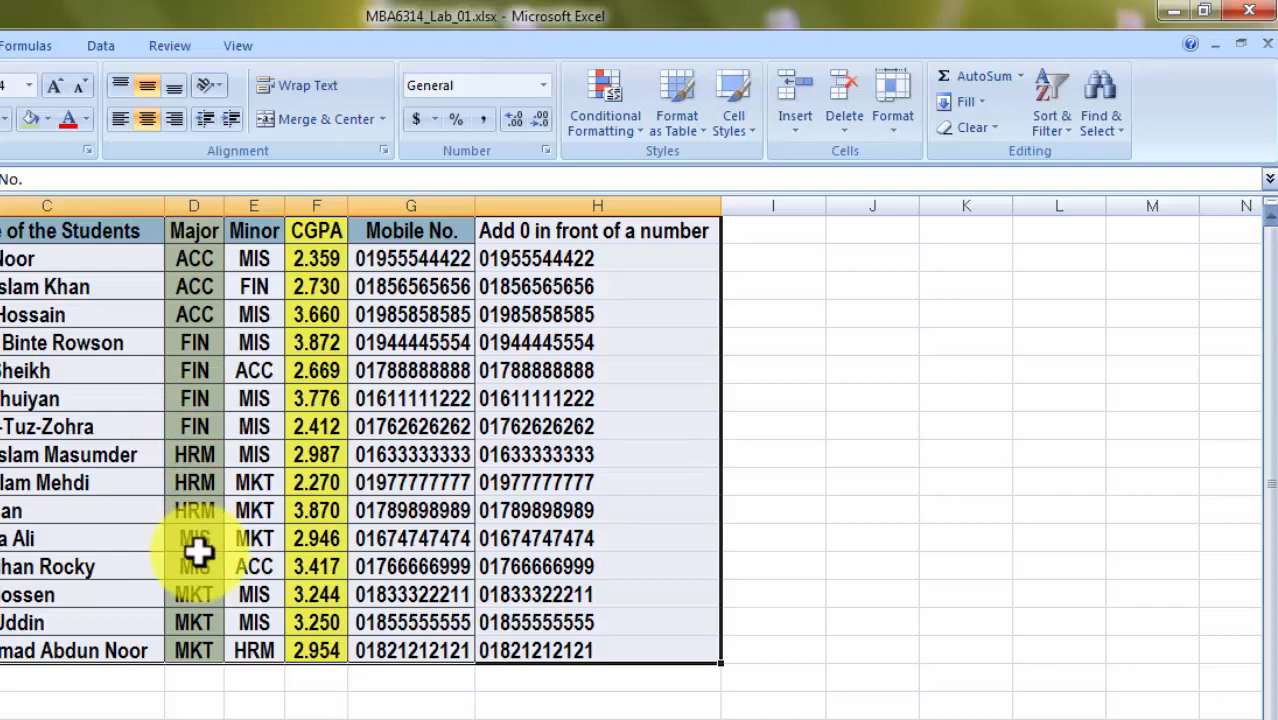 MBA6314_Lab_01.xlsx - Microsoft Excel
Formulas Data Review View
4 A A Wrap Text General
Conditional Formatting Format as Table Cell Styles Insert Delete Format Σ AutoSum Fill Clear Sort & Filter Find & Select
A Merge & Center $ % , .00 .00
Alignment Number Styles Cells Editing
No.
C D E F G H I J K L M N
of the Students Major Minor CGPA Mobile No. Add 0 in front of a number
Noor ACC MIS 2.359 01955544422 01955544422
slam Khan ACC FIN 2.730 01856565656 01856565656
Hossain ACC MIS 3.660 01985858585 01985858585
Binte Rowson FIN MIS 3.872 01944445554 01944445554
Sheikh FIN ACC 2.669 01788888888 01788888888
huiyan FIN MIS 3.776 01611111222 01611111222
-Tuz-Zohra FIN MIS 2.412 01762626262 01762626262
slam Masumder HRM MIS 2.987 01633333333 01633333333
lam Mehdi HRM MKT 2.270 01977777777 01977777777
an HRM MKT 3.870 01789898989 01789898989
a Ali MIS MKT 2.946 01674747474 01674747474
han Rocky MIS ACC 3.417 01766666999 01766666999
ossen MKT MIS 3.244 01833322211 01833322211
Uddin MKT MIS 3.250 01855555555 01855555555
mad Abdun Noor MKT HRM 2.954 01821212121 01821212121